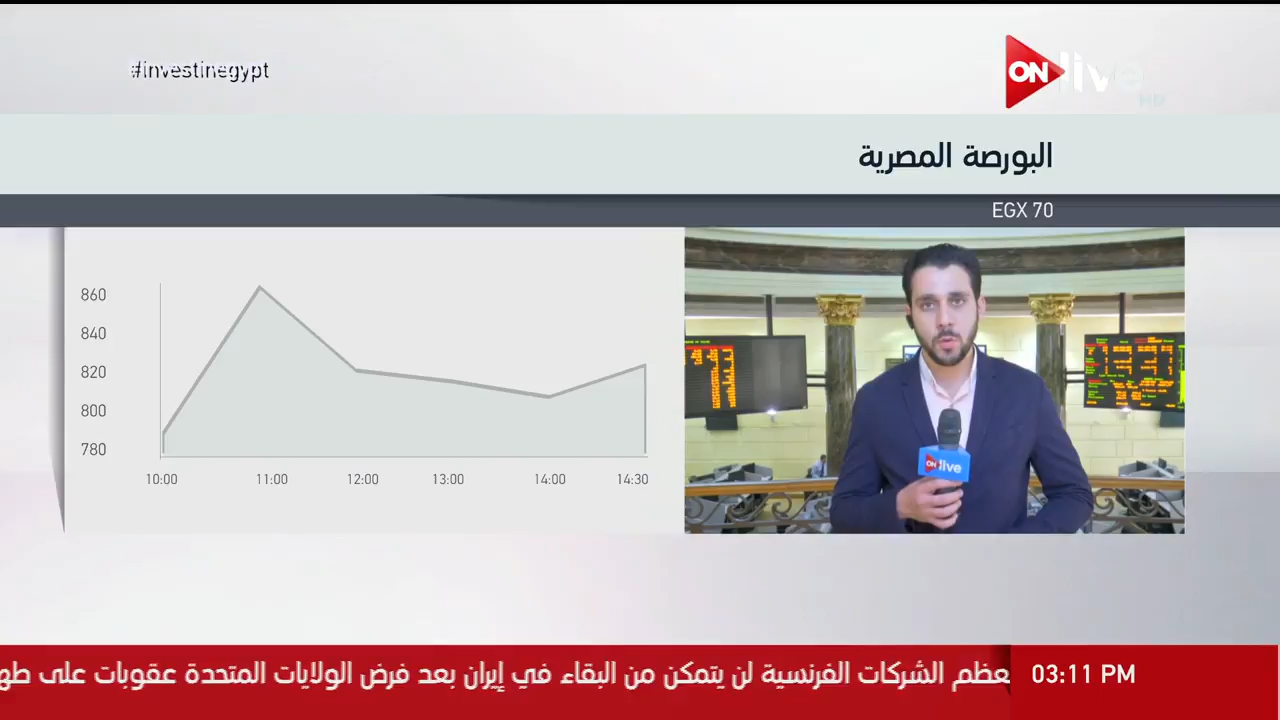 #investinegypt
ON live
HD
البورصة المصرية
EGX 70
860
840
820
800
780
10:00 11:00 12:00 13:00 14:00 14:30
ON live
الشركات الفرنسية لن يتمكن من البقاء في إيران بعد فرض الولايات المتحدة عقوبات على
03:11 PM